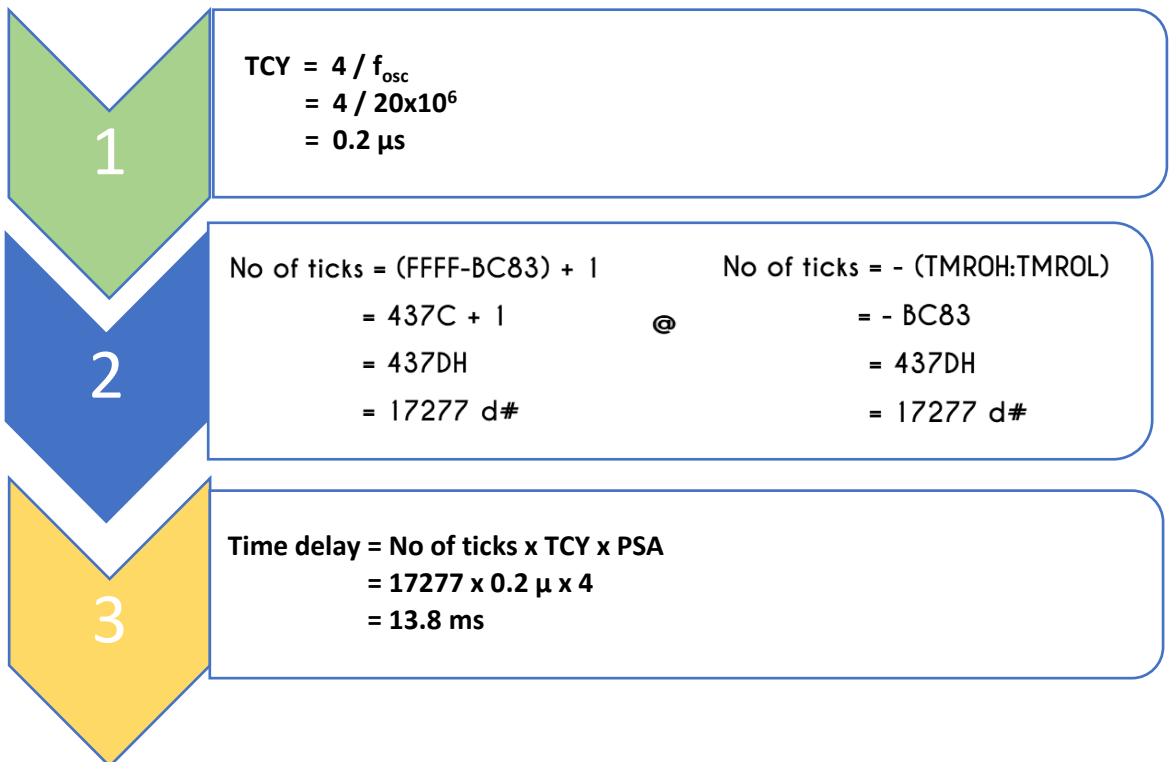 1
TCY = 4 / fosc
= 4 / 20x10⁶
= 0.2 µs
2
No of ticks = (FFFF-BC83) + 1
= 437C + 1
= 437DH
= 17277 d#
@
No of ticks = - (TMROH:TMROL)
= - BC83
= 437DH
= 17277 d#
3
Time delay = No of ticks x TCY x PSA
= 17277 x 0.2 µ x 4
= 13.8 ms